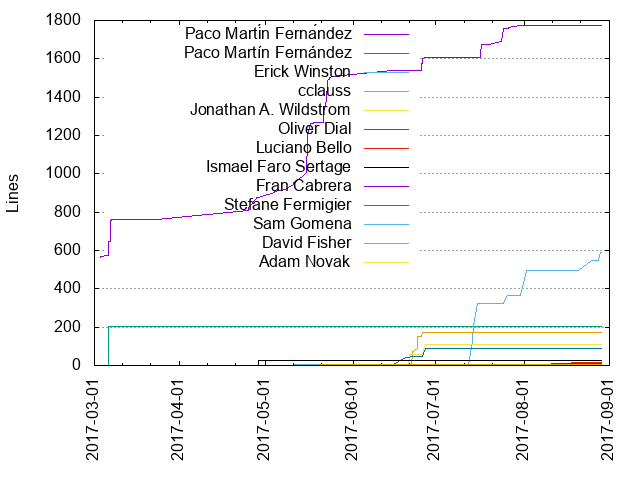 1800
1600
1400
1200
1000
800
600
400
200
0
Lines
Paco Martín Fernández
Paco Martín Fernández
Erick Winston
cclauss
Jonathan A. Wildstrom
Oliver Dial
Luciano Bello
Ismael Faro Sertage
Fran Cabrera
Stefane Fermigier
Sam Gomena
David Fisher
Adam Novak
2017-03-01
2017-04-01
2017-05-01
2017-06-01
2017-07-01
2017-08-01
2017-09-01